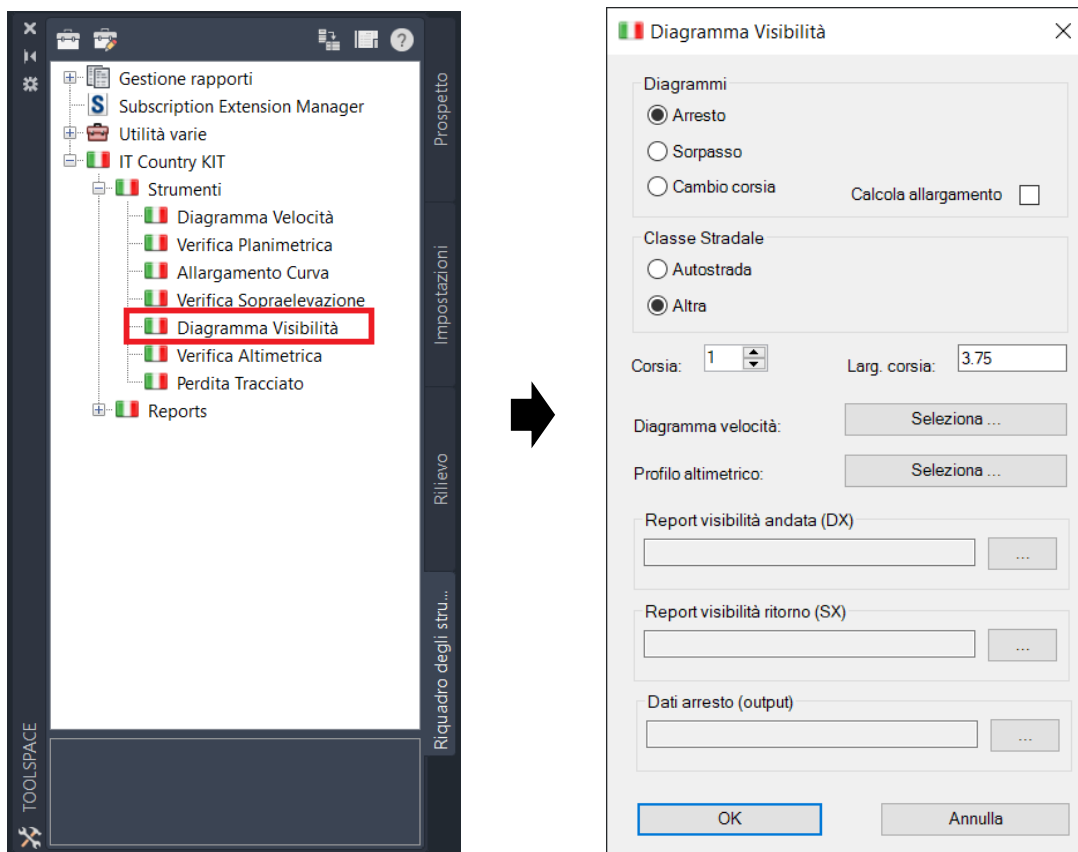 Gestione rapporti
S Subscription Extension Manager
Utilità varie
IT Country KIT
Strumenti
Diagramma Velocità
Verifica Planimetrica
Allargamento Curva
Verifica Sopraelevazione
Diagramma Visibilità
Verifica Altimetrica
Perdita Tracciato
Reports
Prospetto
Impostazioni
Rilievo
Riquadro degli stru...
TOOLSPACE
Diagramma Visibilità
Diagrammi
Arresto
Sorpasso
Cambio corsia
Calcola allargamento
Classe Stradale
Autostrada
Altra
Corsia: 1 Larg. corsia: 3.75
Diagramma velocità: Seleziona ...
Profilo altimetrico: Seleziona ...
Report visibilità andata (DX)
...
Report visibilità ritorno (SX)
...
Dati arresto (output)
...
OK Annulla